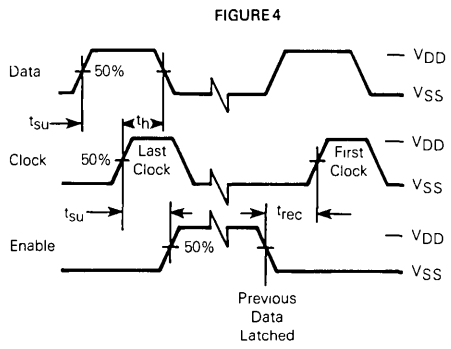 FIGURE 4
Data
50%
VDD
VSS
tsu
th
Clock
50%
Last
Clock
First
Clock
VDD
VSS
tsu
trec
Enable
50%
VDD
VSS
Previous
Data
Latched